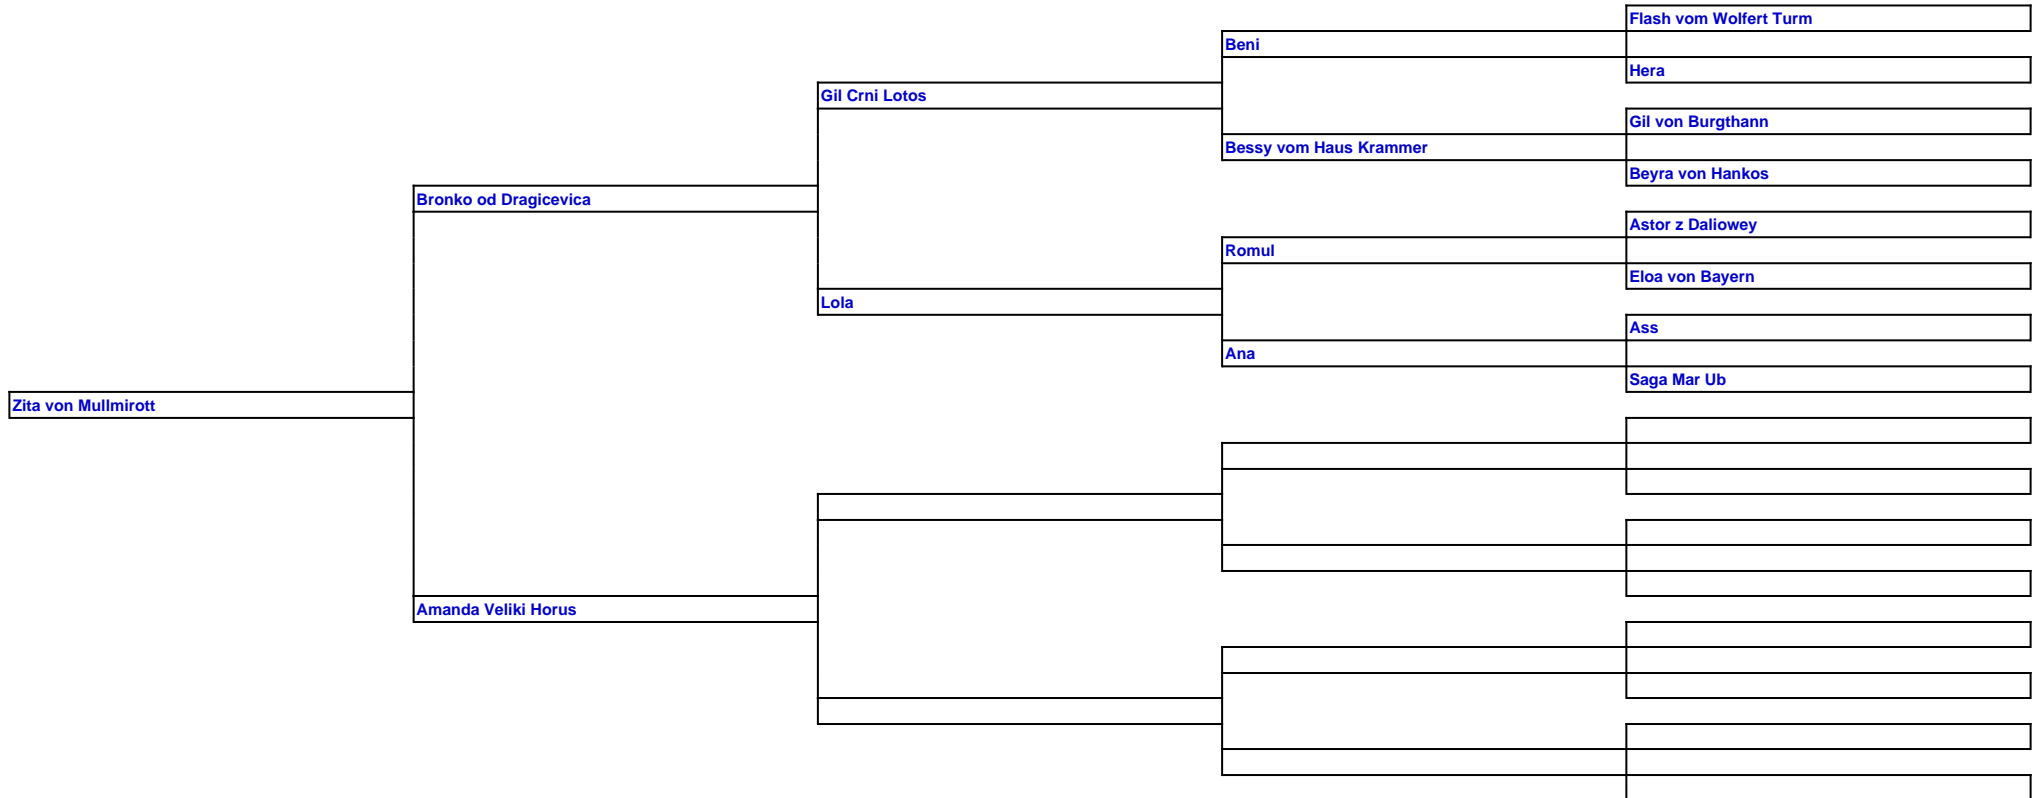 Flash vom Wolfert Turm
Beni
Hera
Gil Crni Lotos
Gil von Burgthann
Bessy vom Haus Krammer
Beyra von Hankos
Bronko od Dragicevica
Astor z Daliowey
Romul
Eloa von Bayern
Lola
Ass
Ana
Saga Mar Ub
Zita von Mullmirott
Amanda Veliki Horus